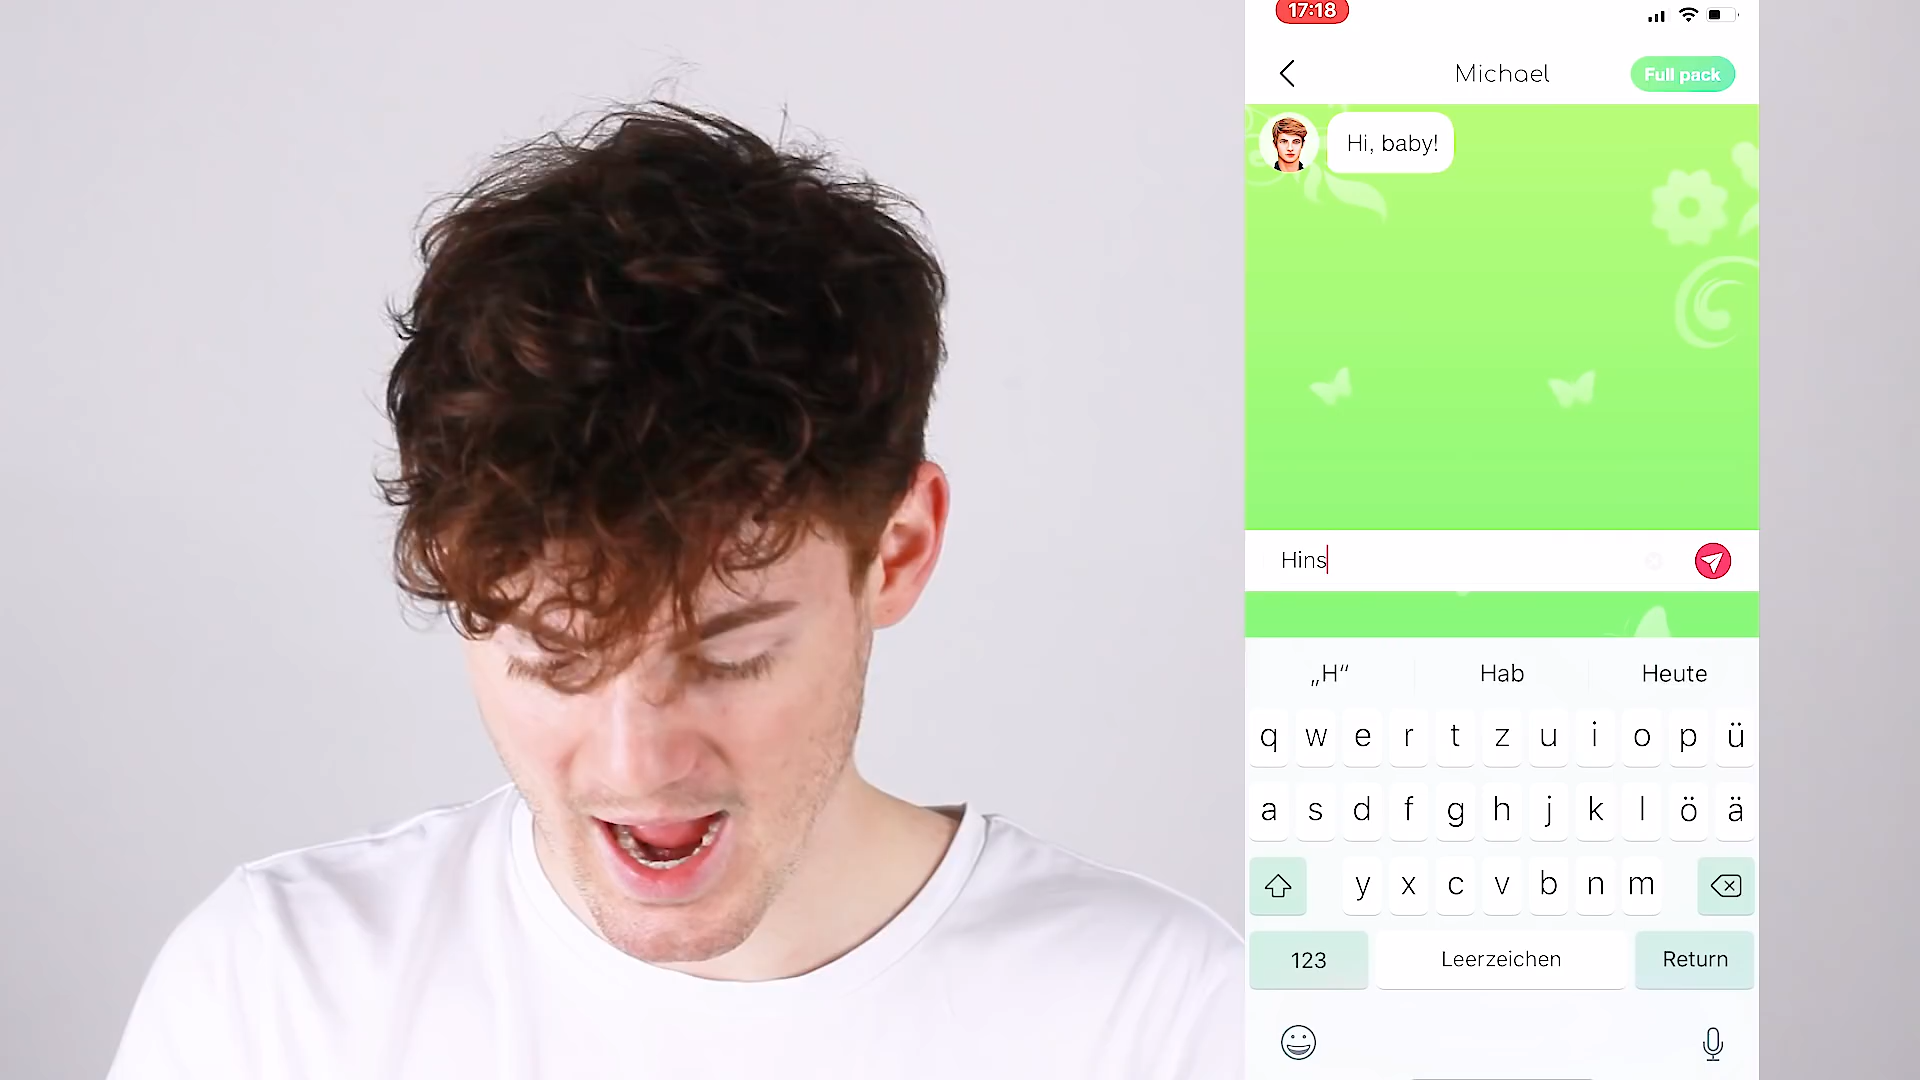 17:18
Michael
Full pack
Hi, baby!
Hins
„H“ Hab Heute
q w e r t z u i o p ü
a s d f g h j k l ö ä
y x c v b n m
123 Leerzeichen Return